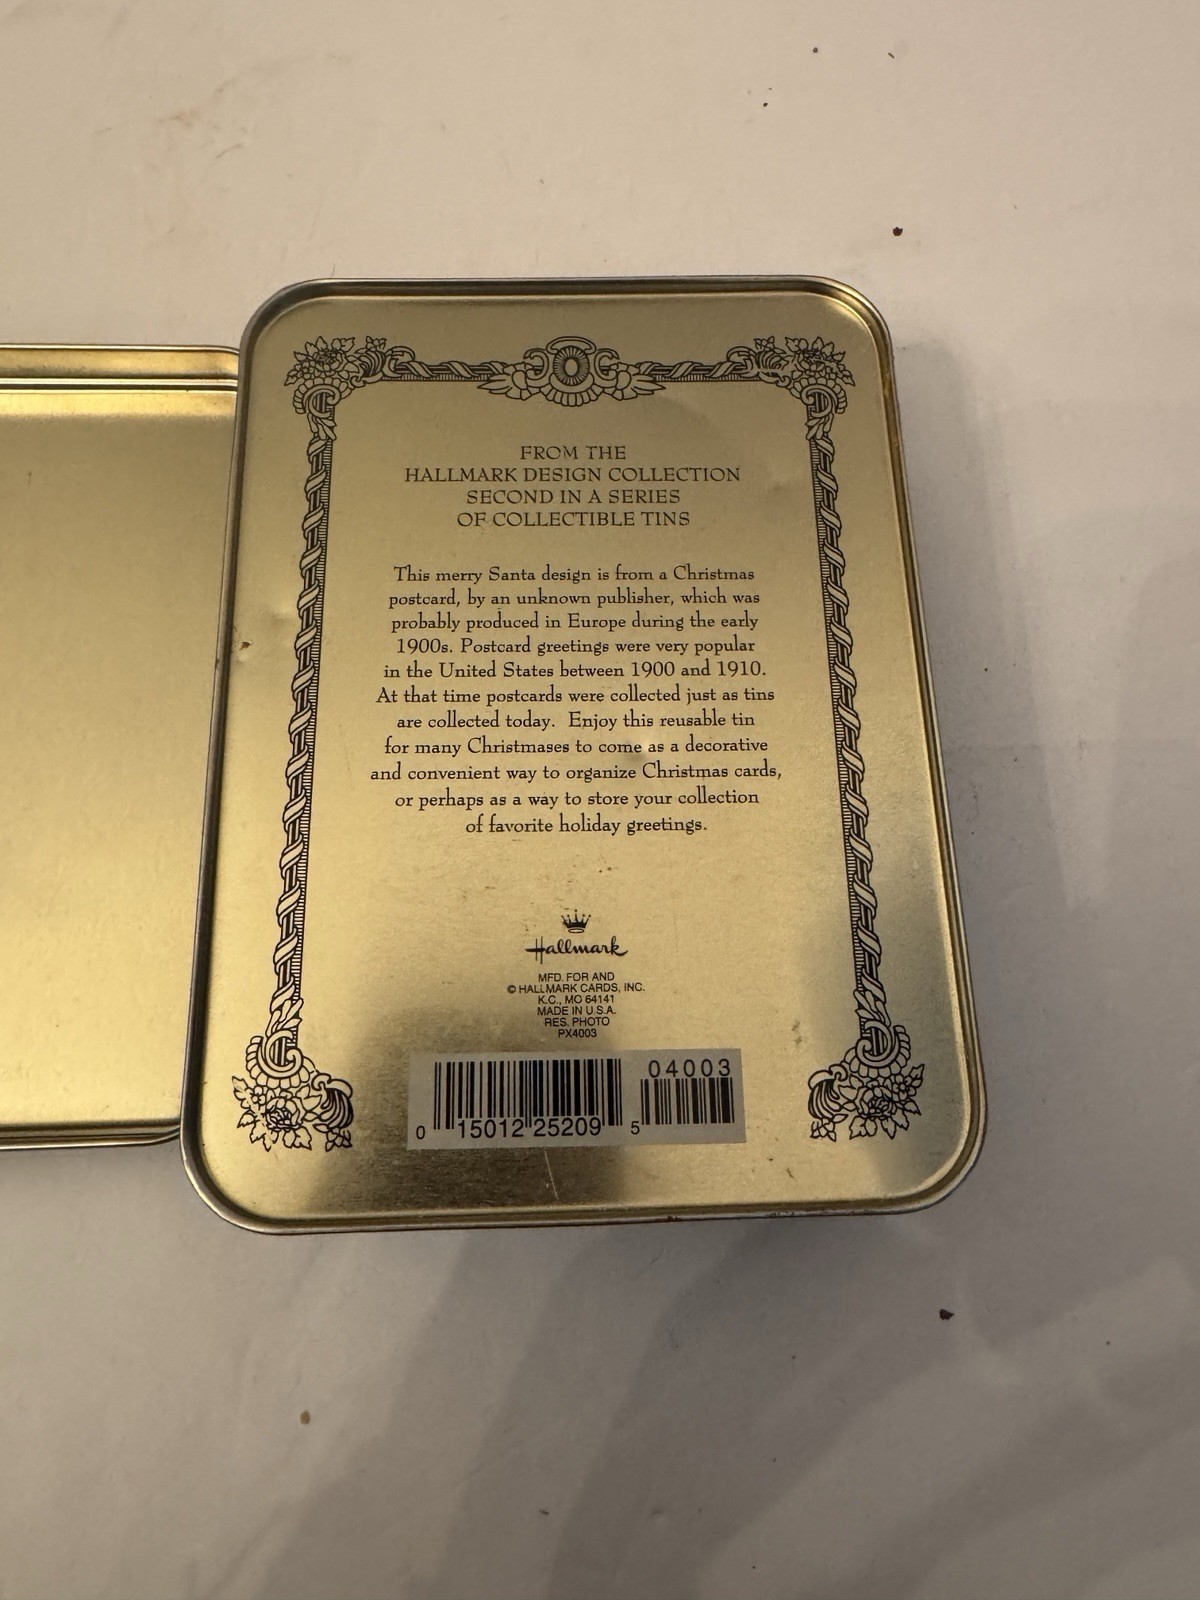 FROM THE
HALLMARK DESIGN COLLECTION
SECOND IN A SERIES
OF COLLECTIBLE TINS
This merry Santa design is from a Christmas
postcard, by an unknown publisher, which was
probably produced in Europe during the early
1900s. Postcard greetings were very popular
in the United States between 1900 and 1910.
At that time postcards were collected just as tins
are collected today. Enjoy this reusable tin
for many Christmases to come as a decorative
and convenient way to organize Christmas cards,
or perhaps as a way to store your collection
of favorite holiday greetings.
Hallmark
MFD. FOR AND
© HALLMARK CARDS, INC.
K.C., MO 64141
MADE IN U.S.A.
RES. PHOTO
PX4003
04003
0 15012 25209 5